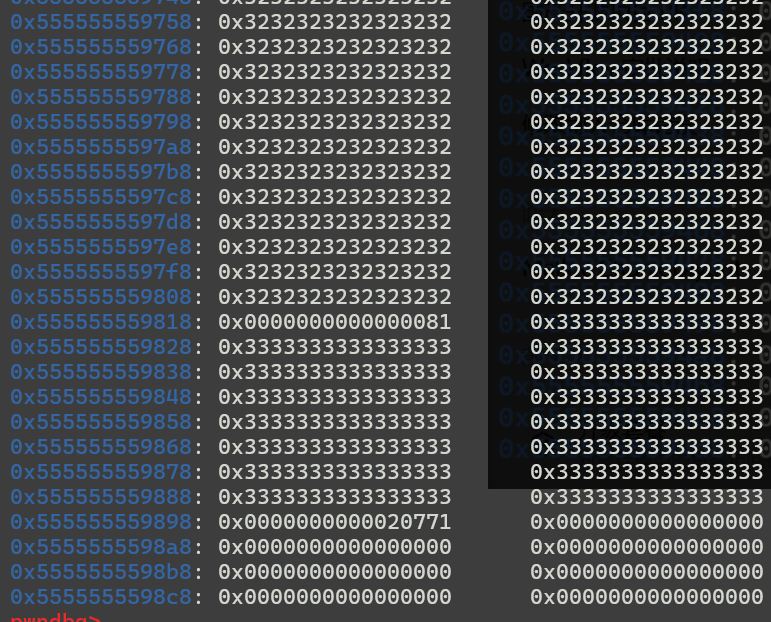 0x555555559758: 0x3232323232323232 0x3232323232323232
0x555555559768: 0x3232323232323232 0x3232323232323232
0x555555559778: 0x3232323232323232 0x3232323232323232
0x555555559788: 0x3232323232323232 0x3232323232323232
0x555555559798: 0x3232323232323232 0x3232323232323232
0x5555555597a8: 0x3232323232323232 0x3232323232323232
0x5555555597b8: 0x3232323232323232 0x3232323232323232
0x5555555597c8: 0x3232323232323232 0x3232323232323232
0x5555555597d8: 0x3232323232323232 0x3232323232323232
0x5555555597e8: 0x3232323232323232 0x3232323232323232
0x5555555597f8: 0x3232323232323232 0x3232323232323232
0x555555559808: 0x3232323232323232 0x3232323232323232
0x555555559818: 0x0000000000000081 0x3333333333333333
0x555555559828: 0x3333333333333333 0x3333333333333333
0x555555559838: 0x3333333333333333 0x3333333333333333
0x555555559848: 0x3333333333333333 0x3333333333333333
0x555555559858: 0x3333333333333333 0x3333333333333333
0x555555559868: 0x3333333333333333 0x3333333333333333
0x555555559878: 0x3333333333333333 0x3333333333333333
0x555555559888: 0x3333333333333333 0x3333333333333333
0x555555559898: 0x0000000000020771 0x0000000000000000
0x5555555598a8: 0x0000000000000000 0x0000000000000000
0x5555555598b8: 0x0000000000000000 0x0000000000000000
0x5555555598c8: 0x0000000000000000 0x0000000000000000
pwndbg>